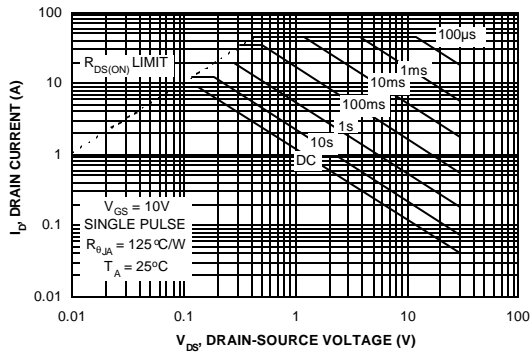 100
10
1
0.1
0.01
I_D, DRAIN CURRENT (A)
R_DS(ON) LIMIT
100µs
1ms
10ms
100ms
1s
10s
DC
V_GS = 10V
SINGLE PULSE
R_θJA = 125°C/W
T_A = 25°C
0.01 0.1 1 10 100
V_DS, DRAIN-SOURCE VOLTAGE (V)